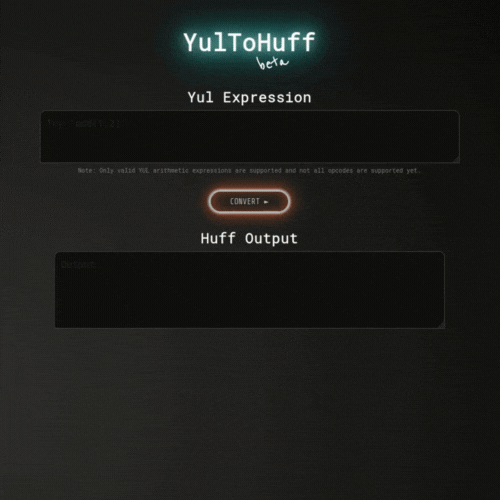 YulToHuff
beta
Yul Expression
Note: Only valid YUL arithmetic expressions are supported and not all opcodes are supported yet.
CONVERT
Huff Output
Output